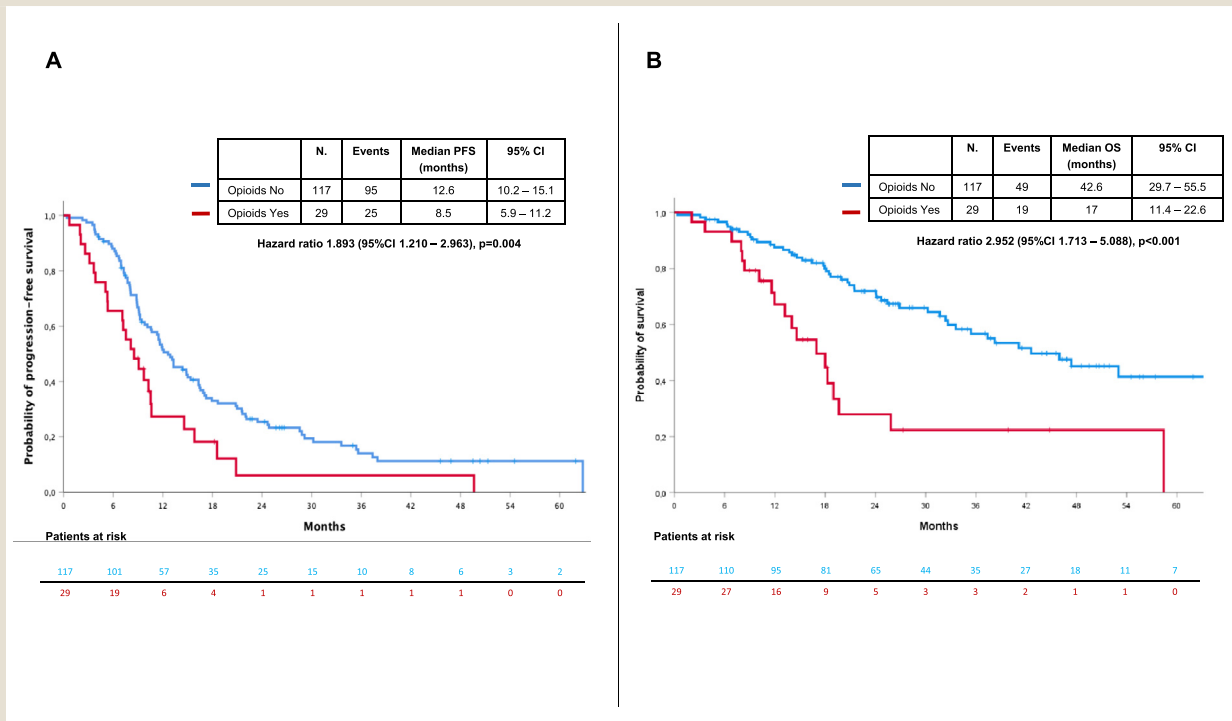 A
N. Events Median PFS (months) 95% CI
Opioids No 117 95 12.6 10.2 – 15.1
Opioids Yes 29 25 8.5 5.9 – 11.2
Hazard ratio 1.893 (95%CI 1.210 – 2.963), p=0.004
Probability of progression-free survival
1,0
0,8
0,6
0,4
0,2
0,0
0 6 12 18 24 30 36 42 48 54 60
Months
Patients at risk
117 101 57 35 25 15 10 8 6 3 2
29 19 6 4 1 1 1 1 1 0 0
B
N. Events Median OS (months) 95% CI
Opioids No 117 49 42.6 29.7 – 55.5
Opioids Yes 29 19 17 11.4 – 22.6
Hazard ratio 2.952 (95%CI 1.713 – 5.088), p<0.001
Probability of survival
1,0
0,8
0,6
0,4
0,2
0,0
0 6 12 18 24 30 36 42 48 54 60
Months
Patients at risk
117 110 95 81 65 44 35 27 18 11 7
29 27 16 9 5 3 3 2 1 1 0